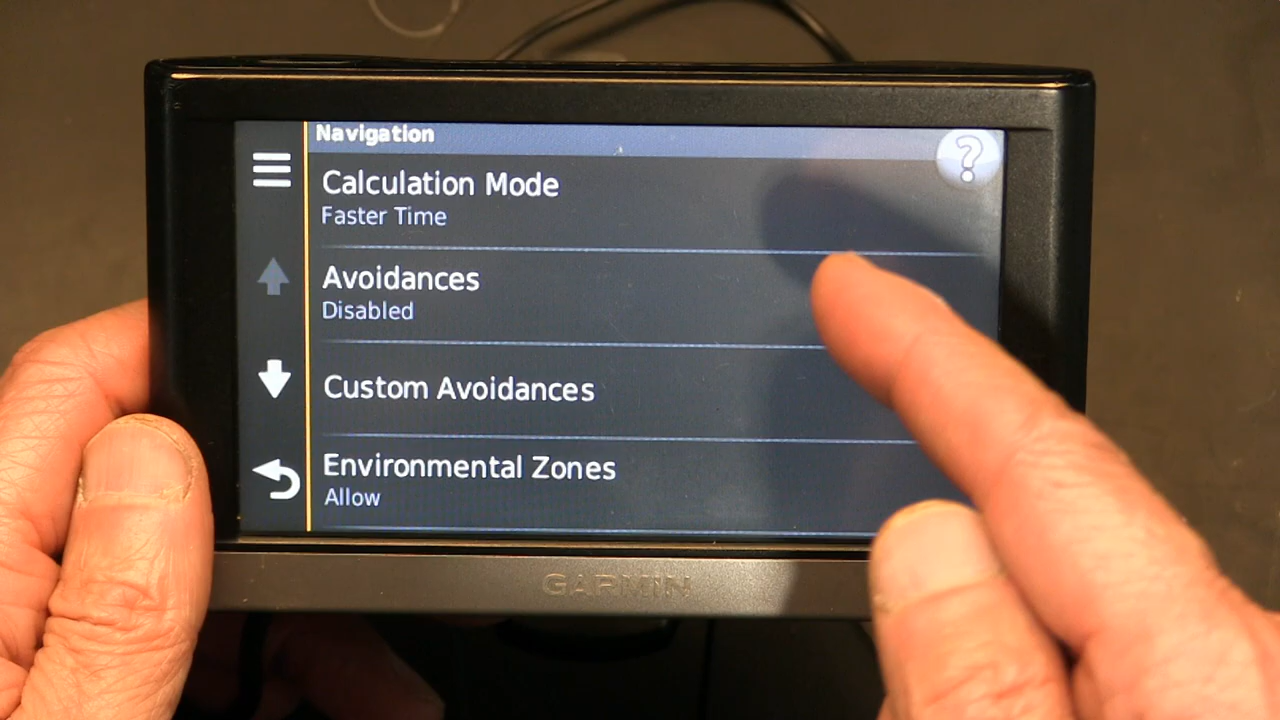 Navigation
?
Calculation Mode
Faster Time
Avoidances
Disabled
Custom Avoidances
Environmental Zones
Allow
GARMIN